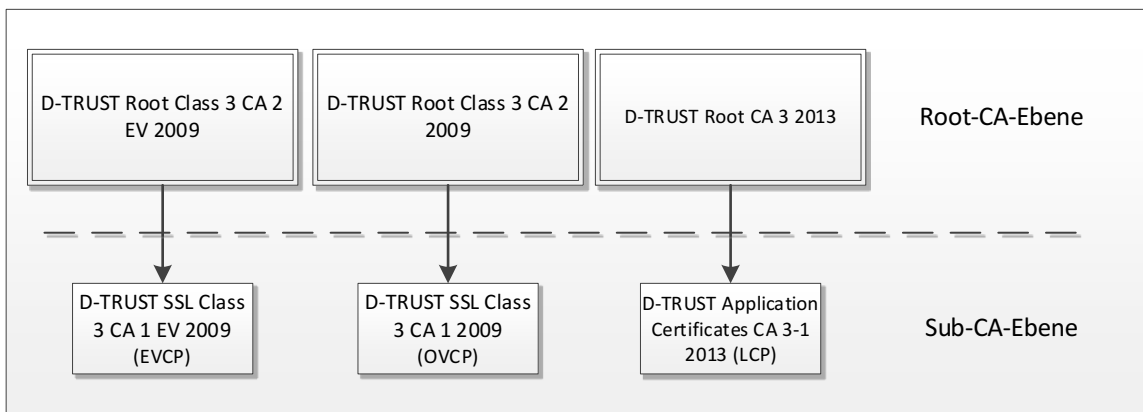 D-TRUST Root Class 3 CA 2
EV 2009
D-TRUST Root Class 3 CA 2
2009
D-TRUST Root CA 3 2013
Root-CA-Ebene
D-TRUST SSL Class
3 CA 1 EV 2009
(EVCP)
D-TRUST SSL Class
3 CA 1 2009
(OVCP)
D-TRUST Application
Certificates CA 3-1
2013 (LCP)
Sub-CA-Ebene